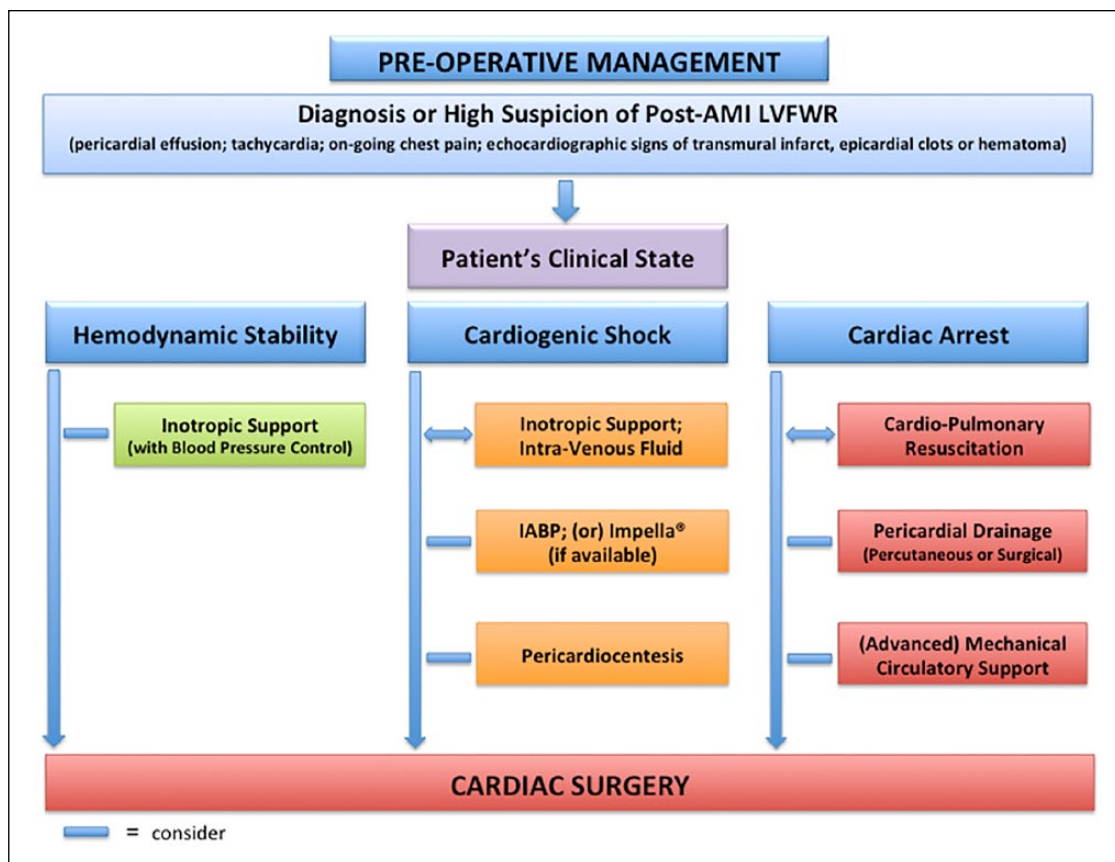 PRE-OPERATIVE MANAGEMENT
Diagnosis or High Suspicion of Post-AMI LVFWR
(pericardial effusion; tachycardia; on-going chest pain; echocardiographic signs of transmural infarct, epicardial clots or hematoma)
Patient's Clinical State
Hemodynamic Stability
Cardiogenic Shock
Cardiac Arrest
Inotropic Support
(with Blood Pressure Control)
Inotropic Support;
Intra-Venous Fluid
Cardio-Pulmonary
Resuscitation
IABP; (or) Impella®
(if available)
Pericardial Drainage
(Percutaneous or Surgical)
Pericardiocentesis
(Advanced) Mechanical
Circulatory Support
CARDIAC SURGERY
= consider